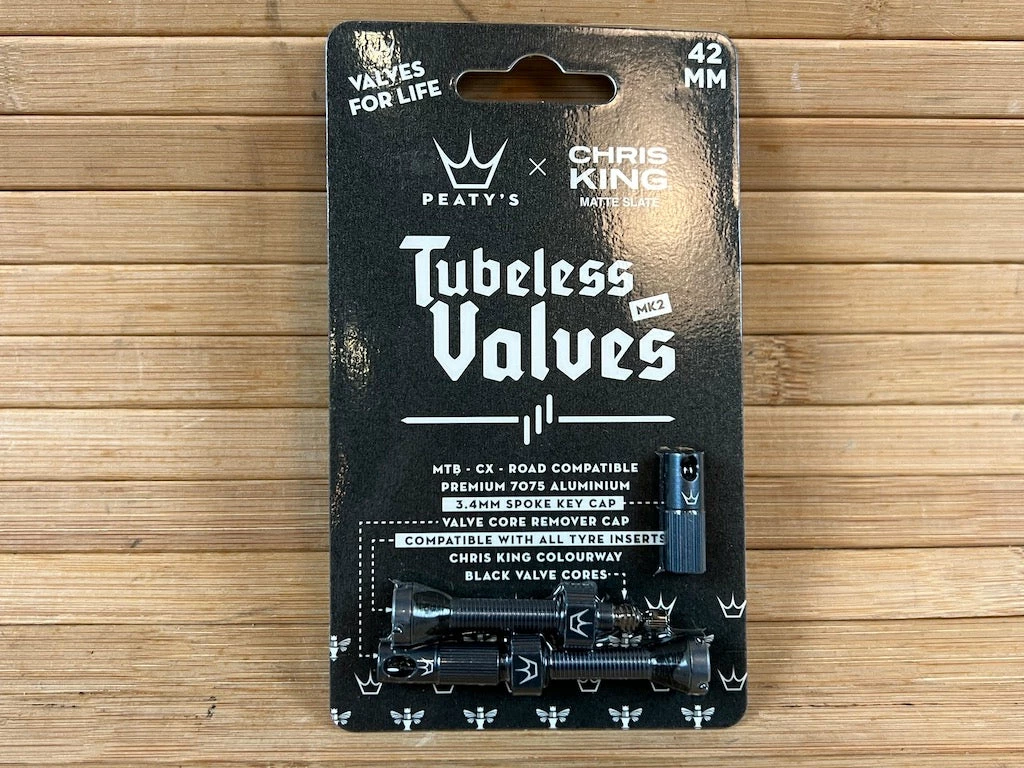 VALVES
FOR LIFE
42
MM
PEATY'S
×
CHRIS
KING
MATTE SLATE
Tubeless
MK2
Valves
MTB - CX - ROAD COMPATIBLE
PREMIUM 7075 ALUMINIUM
3.4MM SPOKE KEY CAP
VALVE CORE REMOVER CAP
COMPATIBLE WITH ALL TYRE INSERTS
CHRIS KING COLOURWAY
BLACK VALVE CORES